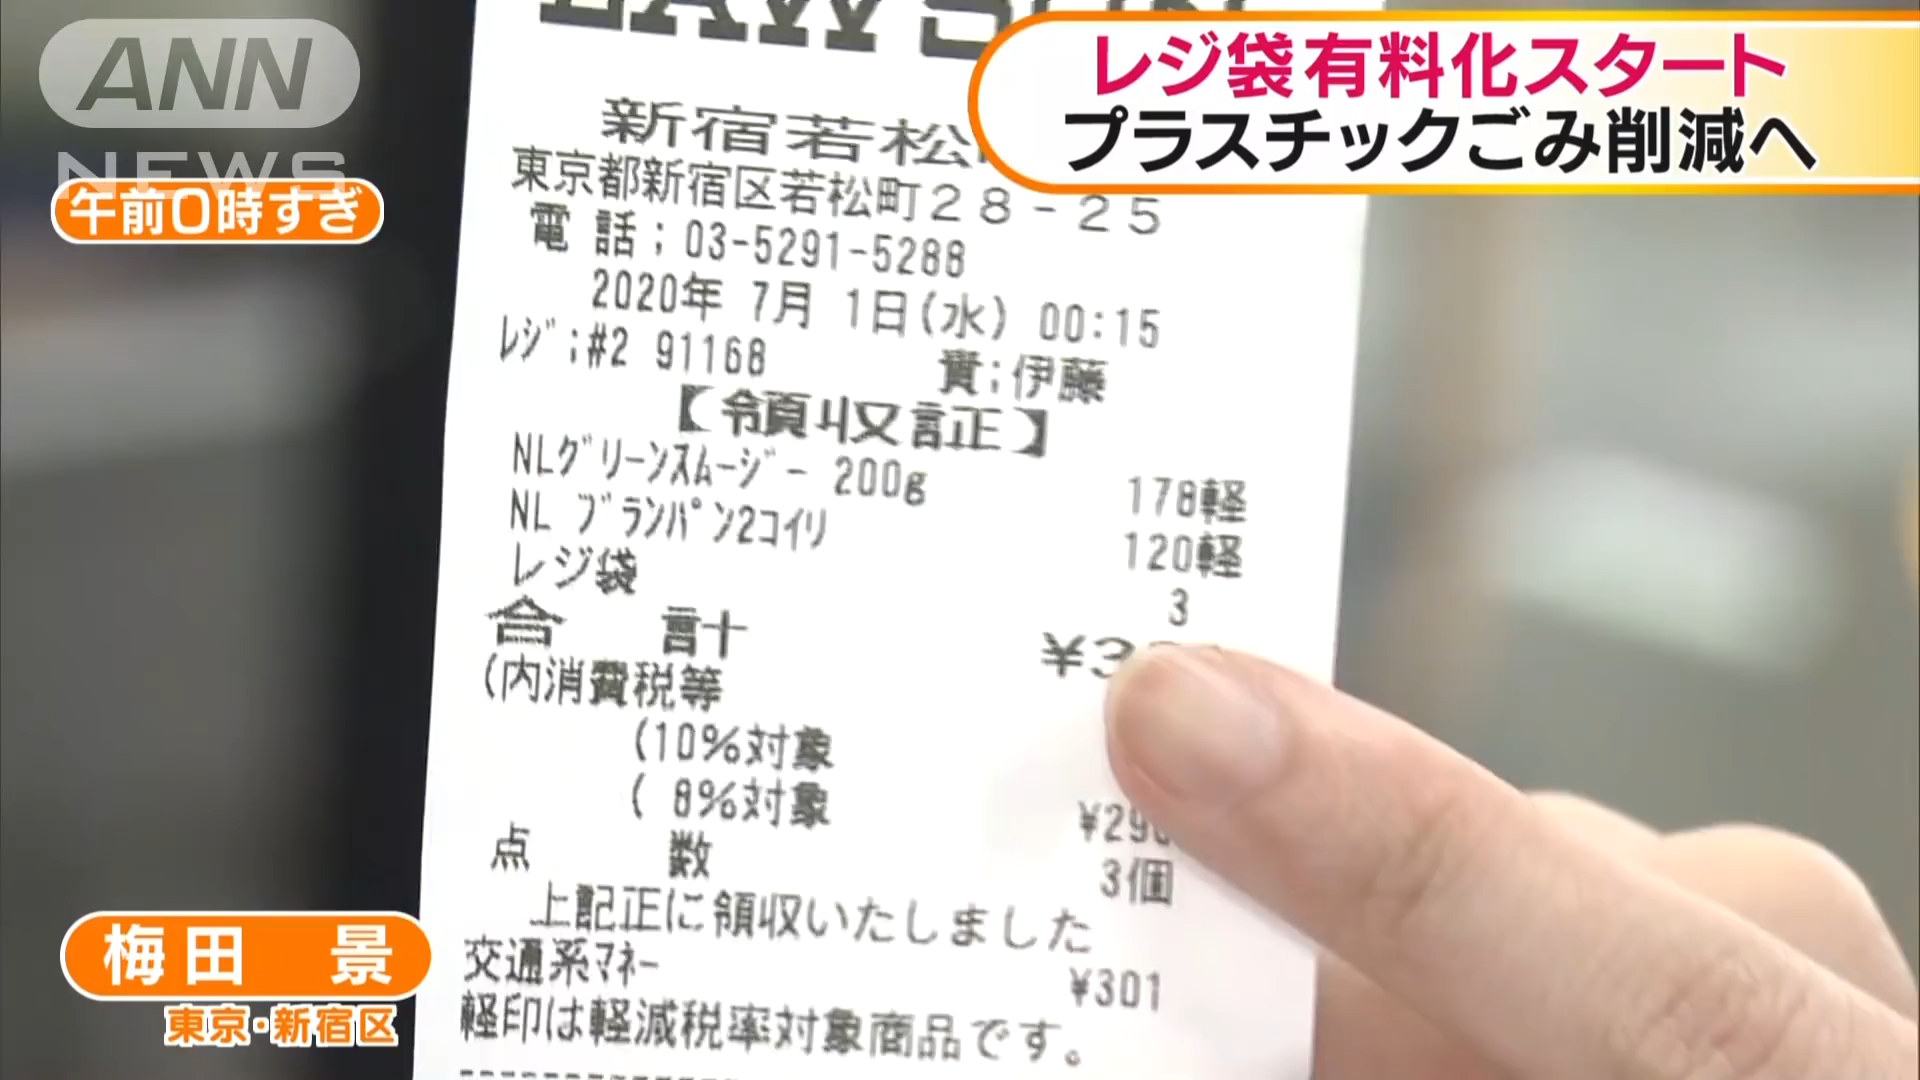 ANN
NEWS
午前0時すぎ
レジ袋有料化スタート
プラスチックごみ削減へ
LAWSON
新宿若松
東京都新宿区若松町28-25
電 話;03-5291-5288
2020年 7月 1日(水) 00:15
ﾚｼﾞ;#2 91168 責;伊藤
【領収証】
NLｸﾞﾘｰﾝｽﾑｰｼﾞｰ 200g 178軽
NL ﾌﾞﾗﾝﾊﾟﾝ2ｺｲﾘ 120軽
レジ袋 3
合 計 ¥3
(内消費税等
(10%対象
( 8%対象 ¥29
点 数 3個
上記正に領収いたしました
交通系ﾏﾈｰ ¥301
軽印は軽減税率対象商品です。
梅田 景
東京・新宿区